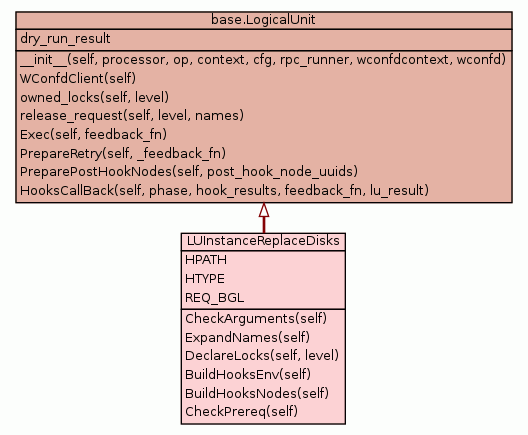 base.LogicalUnit
dry_run_result
__init__(self, processor, op, context, cfg, rpc_runner, wconfdcontext, wconfd)
WConfdClient(self)
owned_locks(self, level)
release_request(self, level, names)
Exec(self, feedback_fn)
PrepareRetry(self, _feedback_fn)
PreparePostHookNodes(self, post_hook_node_uuids)
HooksCallBack(self, phase, hook_results, feedback_fn, lu_result)
LUInstanceReplaceDisks
HPATH
HTYPE
REQ_BGL
CheckArguments(self)
ExpandNames(self)
DeclareLocks(self, level)
BuildHooksEnv(self)
BuildHooksNodes(self)
CheckPrereq(self)